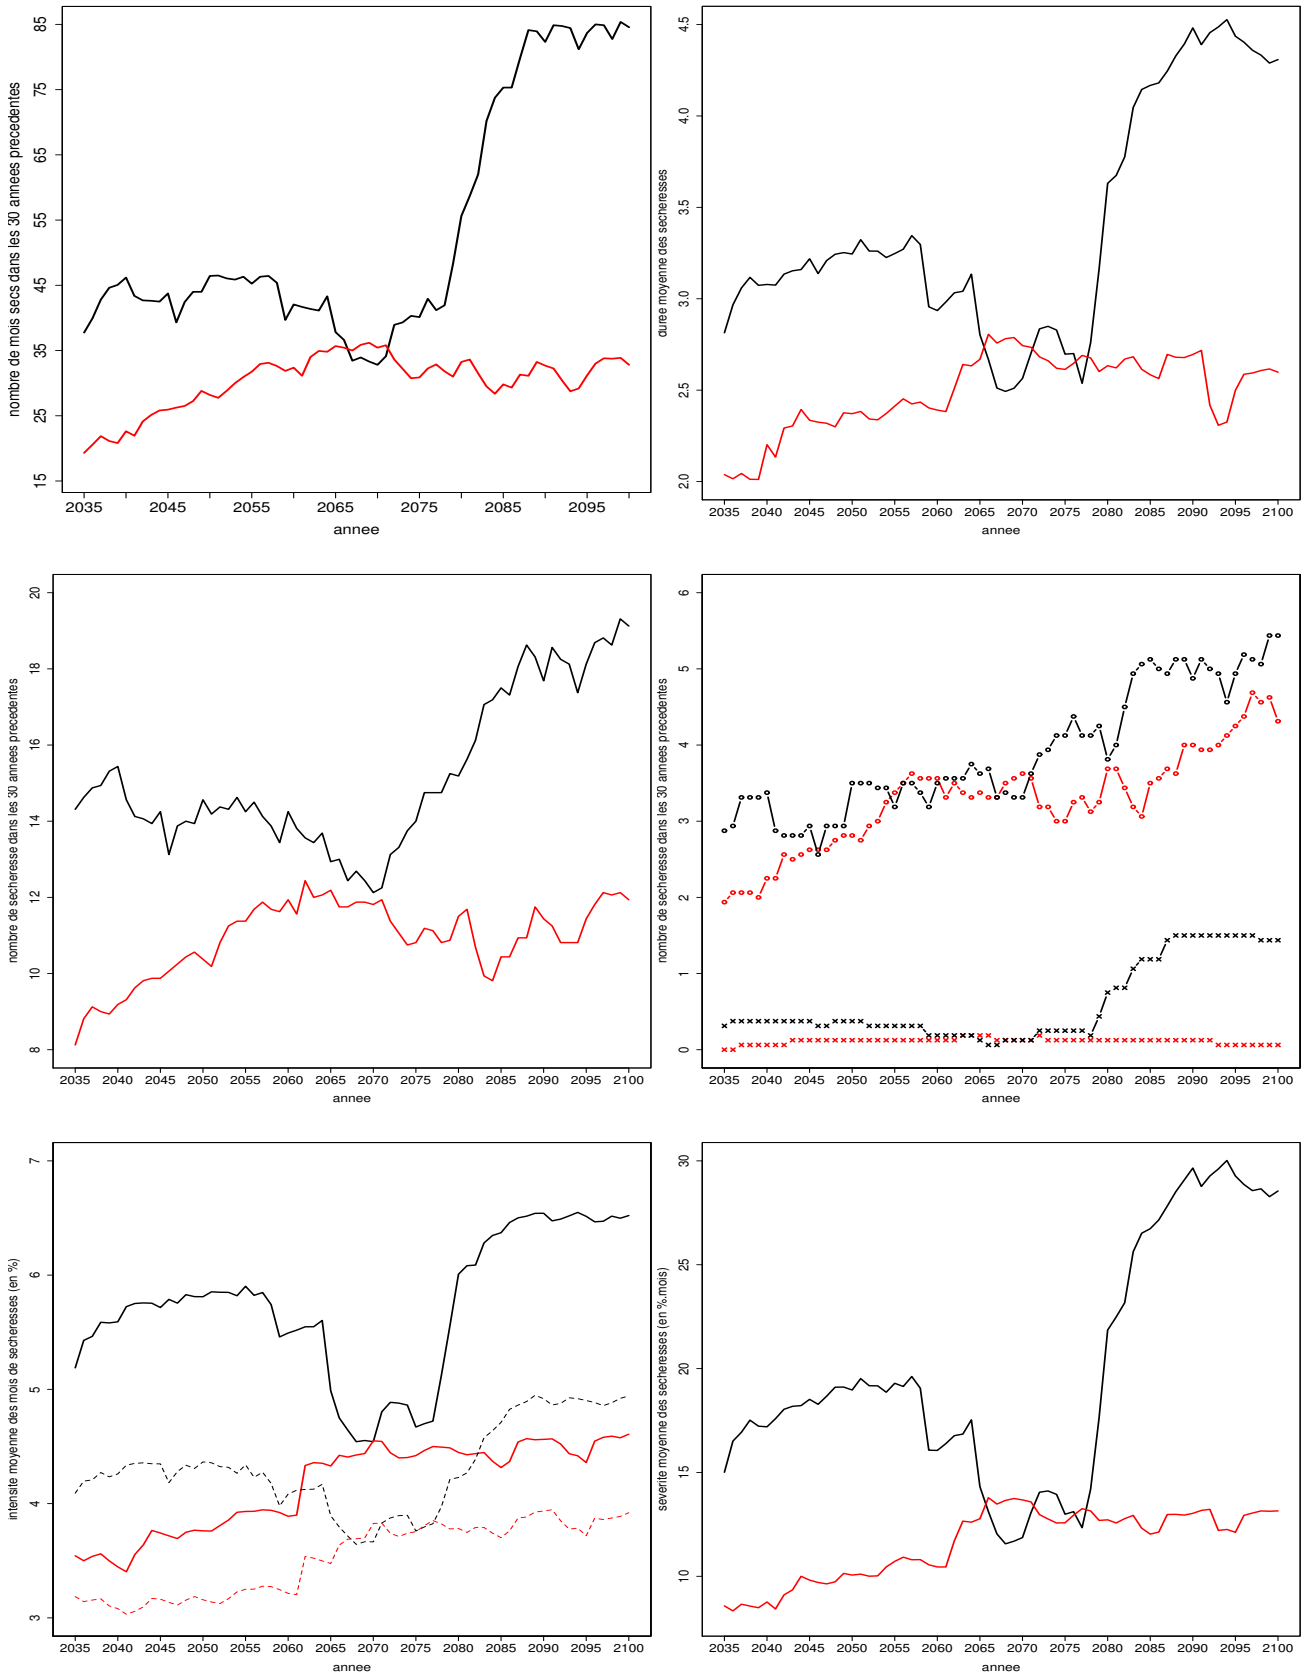 nombre de mois secs dans les 30 annees precedentes
85
75
65
55
45
35
25
15
2035 2045 2055 2065 2075 2085 2095
annee
duree moyenne des secheresses
4.5
4.0
3.5
3.0
2.5
2.0
2035 2040 2045 2050 2055 2060 2065 2070 2075 2080 2085 2090 2095 2100
annee
nombre de secheresse dans les 30 annees precedentes
20
18
16
14
12
10
8
2035 2040 2045 2050 2055 2060 2065 2070 2075 2080 2085 2090 2095 2100
annee
nombre de secheresse dans les 30 annees precedentes
6
5
4
3
2
1
0
2035 2040 2045 2050 2055 2060 2065 2070 2075 2080 2085 2090 2095 2100
annee
intensite moyenne des mois de secheresses (en %)
7
6
5
4
3
2035 2040 2045 2050 2055 2060 2065 2070 2075 2080 2085 2090 2095 2100
annee
severite moyenne des secheresses (en %.mois)
30
25
20
15
10
2035 2040 2045 2050 2055 2060 2065 2070 2075 2080 2085 2090 2095 2100
annee